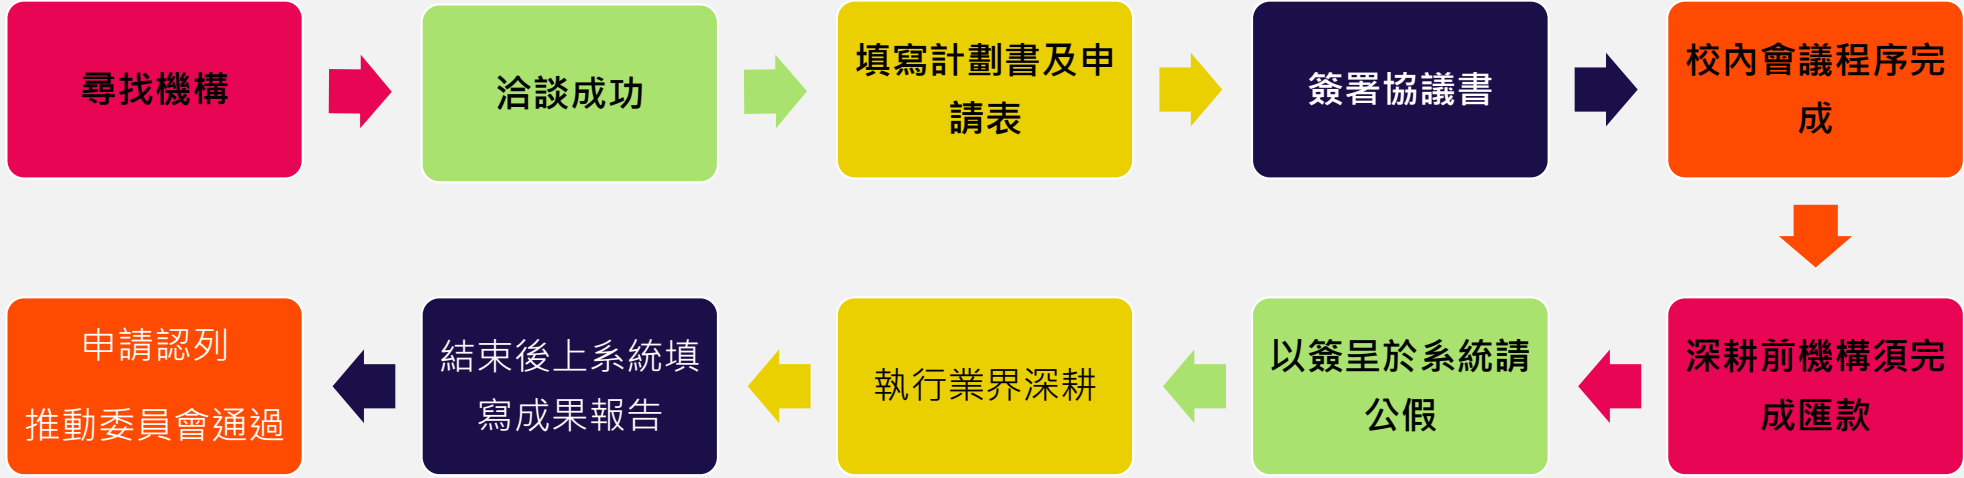 尋找機構
洽談成功
填寫計劃書及申
請表
簽署協議書
校內會議程序完
成
深耕前機構須完
成匯款
以簽呈於系統請
公假
執行業界深耕
結束後上系統填
寫成果報告
申請認列
推動委員會通過